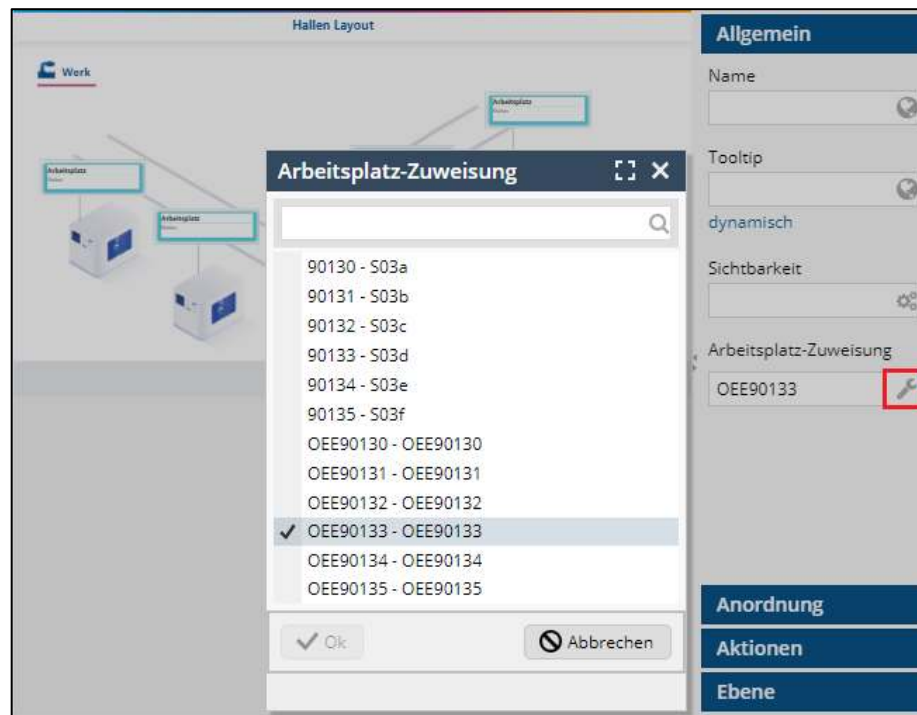 Hallen Layout
Werk
Arbeitsplatz
Arbeitsplatz
Arbeitsplatz
Arbeitsplatz-Zuweisung
90130 - S03a
90131 - S03b
90132 - S03c
90133 - S03d
90134 - S03e
90135 - S03f
OEE90130 - OEE90130
OEE90131 - OEE90131
OEE90132 - OEE90132
OEE90133 - OEE90133
OEE90134 - OEE90134
OEE90135 - OEE90135
Ok
Abbrechen
Allgemein
Name
Tooltip
dynamisch
Sichtbarkeit
Arbeitsplatz-Zuweisung
OEE90133
Anordnung
Aktionen
Ebene